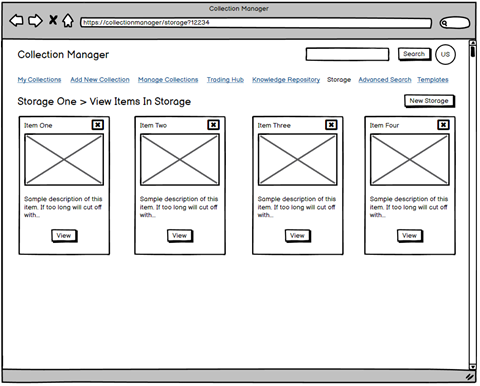 Collection Manager
https://collectionmanager/storage?12234
Collection Manager
Search
US
My Collections Add New Collection Manage Collections Trading Hub Knowledge Repository Storage Advanced Search Templates
Storage One > View Items In Storage
New Storage
Item One
Sample description of this
item. If too long will cut off
with...
View
Item Two
Sample description of this
item. If too long will cut off
with...
View
Item Three
Sample description of this
item. If too long will cut off
with...
View
Item Four
Sample description of this
item. If too long will cut off
with...
View